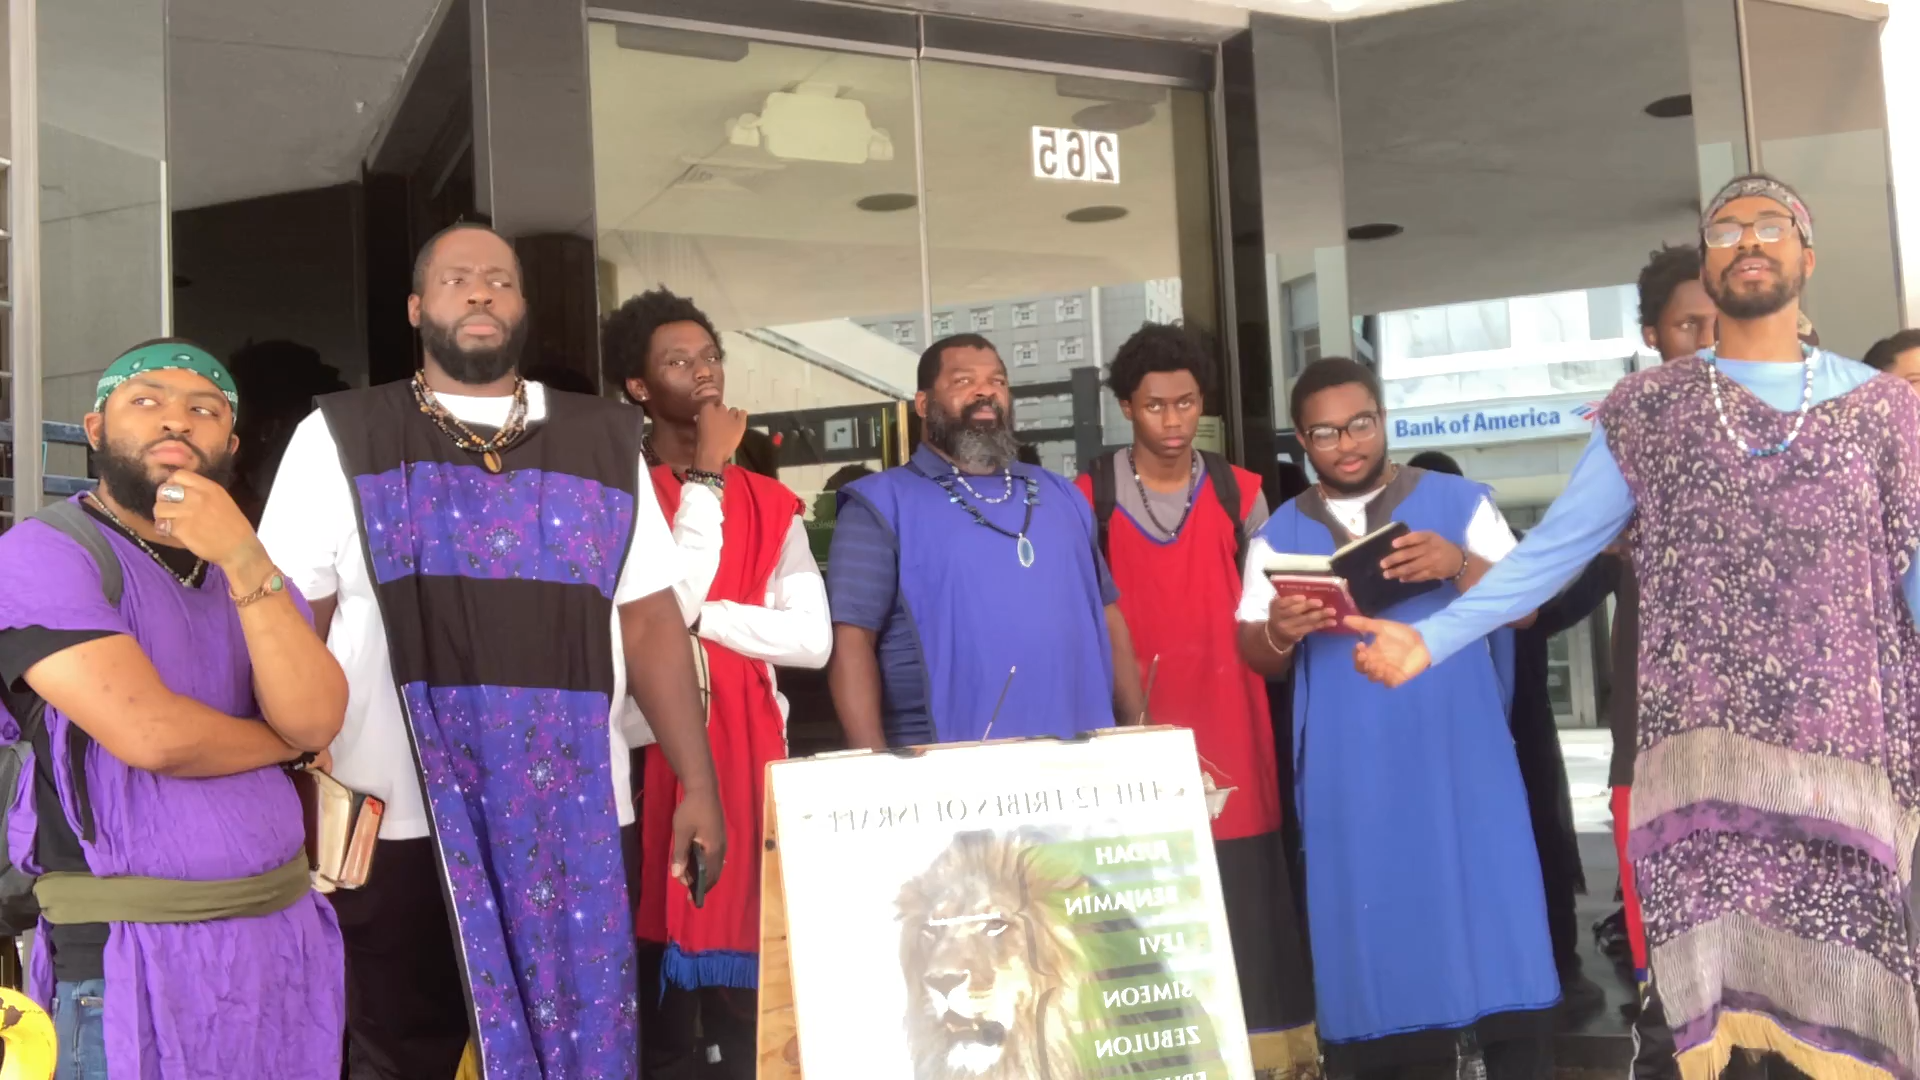 265
Bank of America
THE 12 TRIBES OF ISRAEL
JUDAH
BENJAMIN
LEVI
SIMEON
ZEBULON